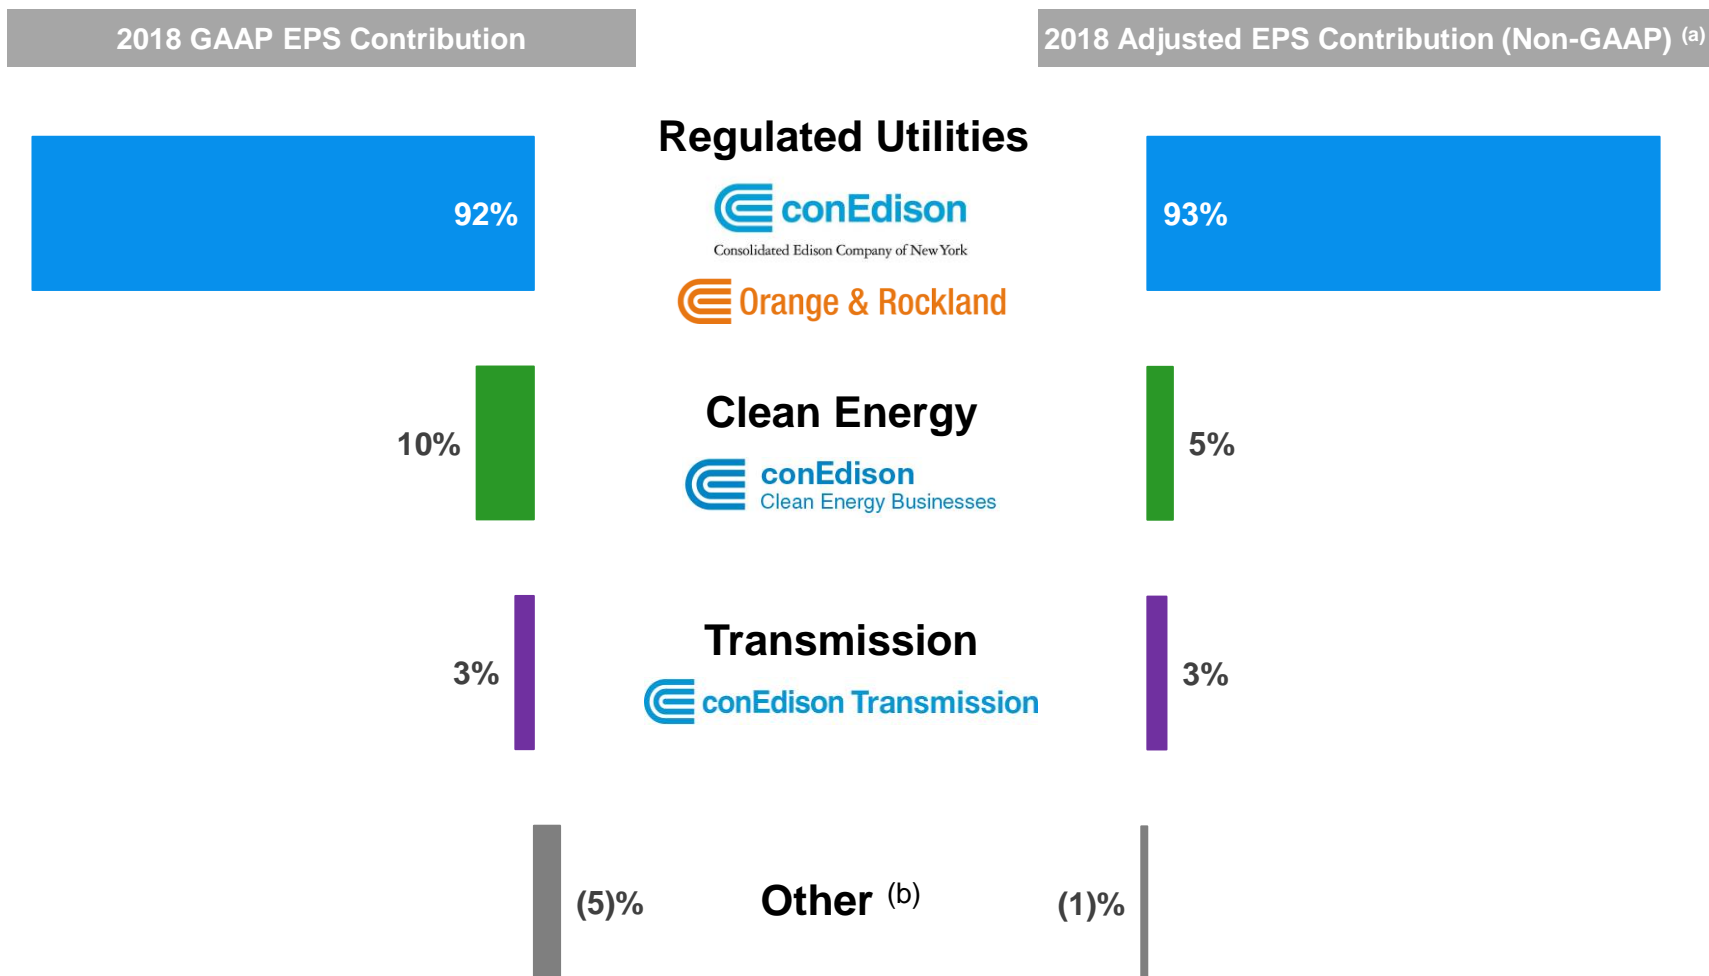 2018 GAAP EPS Contribution
2018 Adjusted EPS Contribution (Non-GAAP) (a)
Regulated Utilities
92%
conEdison
Consolidated Edison Company of New York
Orange & Rockland
93%
Clean Energy
10%
conEdison
Clean Energy Businesses
5%
Transmission
3%
conEdison Transmission
3%
(5)%
Other (b)
(1)%